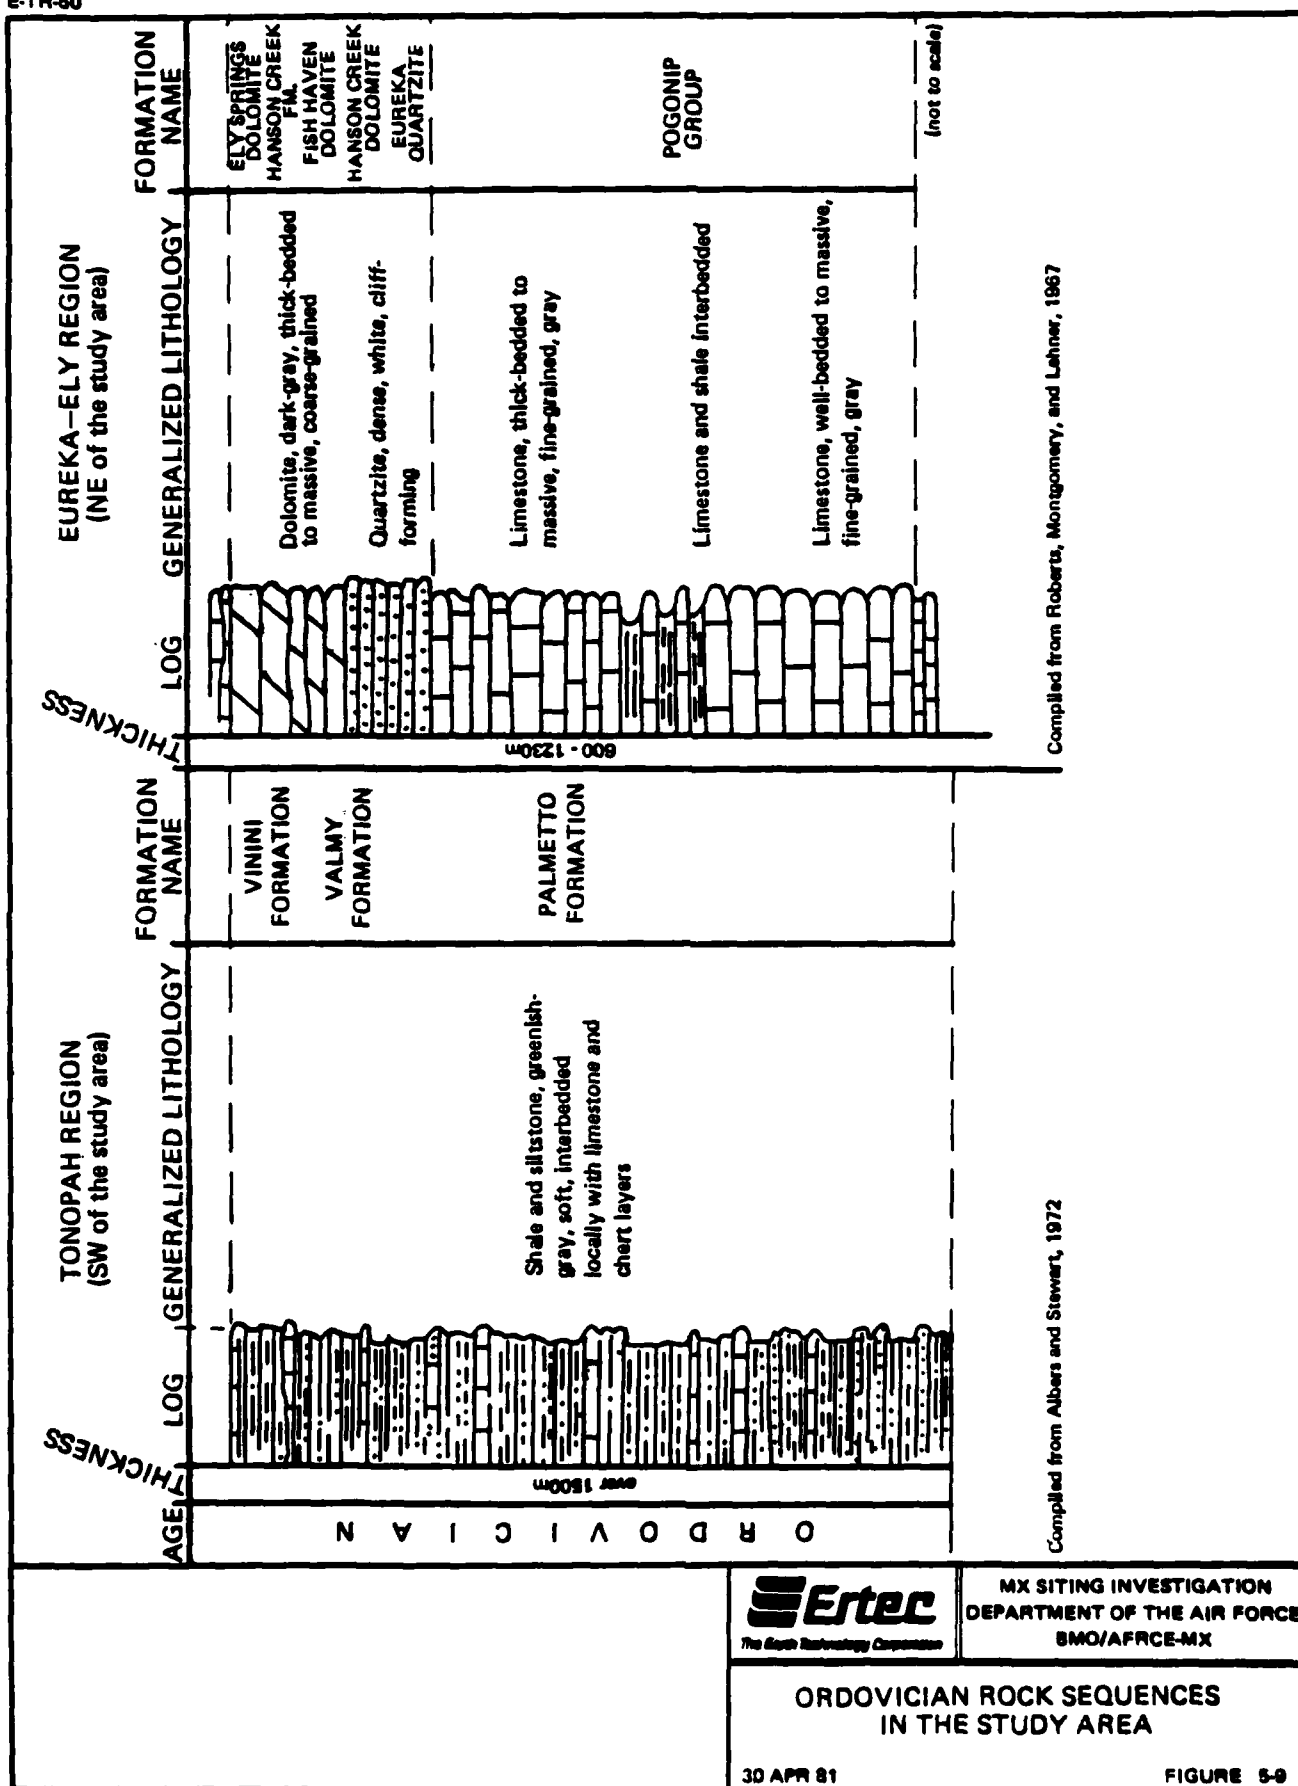 E-TR-60
TONOPAH REGION
(SW of the study area)
AGE
THICKNESS
LOG
GENERALIZED LITHOLOGY
FORMATION
NAME
ORDOVICIAN
over 1500m
Shale and siltstone, greenish-
gray, soft, interbedded
locally with limestone and
chert layers
VININI
FORMATION
VALMY
FORMATION
PALMETTO
FORMATION
Compiled from Albers and Stewart, 1972
EUREKA–ELY REGION
(NE of the study area)
THICKNESS
LOG
GENERALIZED LITHOLOGY
FORMATION
NAME
600 - 1230m
Dolomite, dark-gray, thick-bedded
to massive, coarse-grained
Quartzite, dense, white, cliff-
forming
Limestone, thick-bedded to
massive, fine-grained, gray
Limestone and shale interbedded
Limestone, well-bedded to massive,
fine-grained, gray
ELY SPRINGS
DOLOMITE
HANSON CREEK
FM.
FISH HAVEN
DOLOMITE
HANSON CREEK
DOLOMITE
EUREKA
QUARTZITE
POGONIP
GROUP
(not to scale)
Compiled from Roberts, Montgomery, and Lehner, 1967
Ertec
The Earth Technology Corporation
MX SITING INVESTIGATION
DEPARTMENT OF THE AIR FORCE
BMO/AFRCE-MX
ORDOVICIAN ROCK SEQUENCES
IN THE STUDY AREA
30 APR 81
FIGURE 5-9